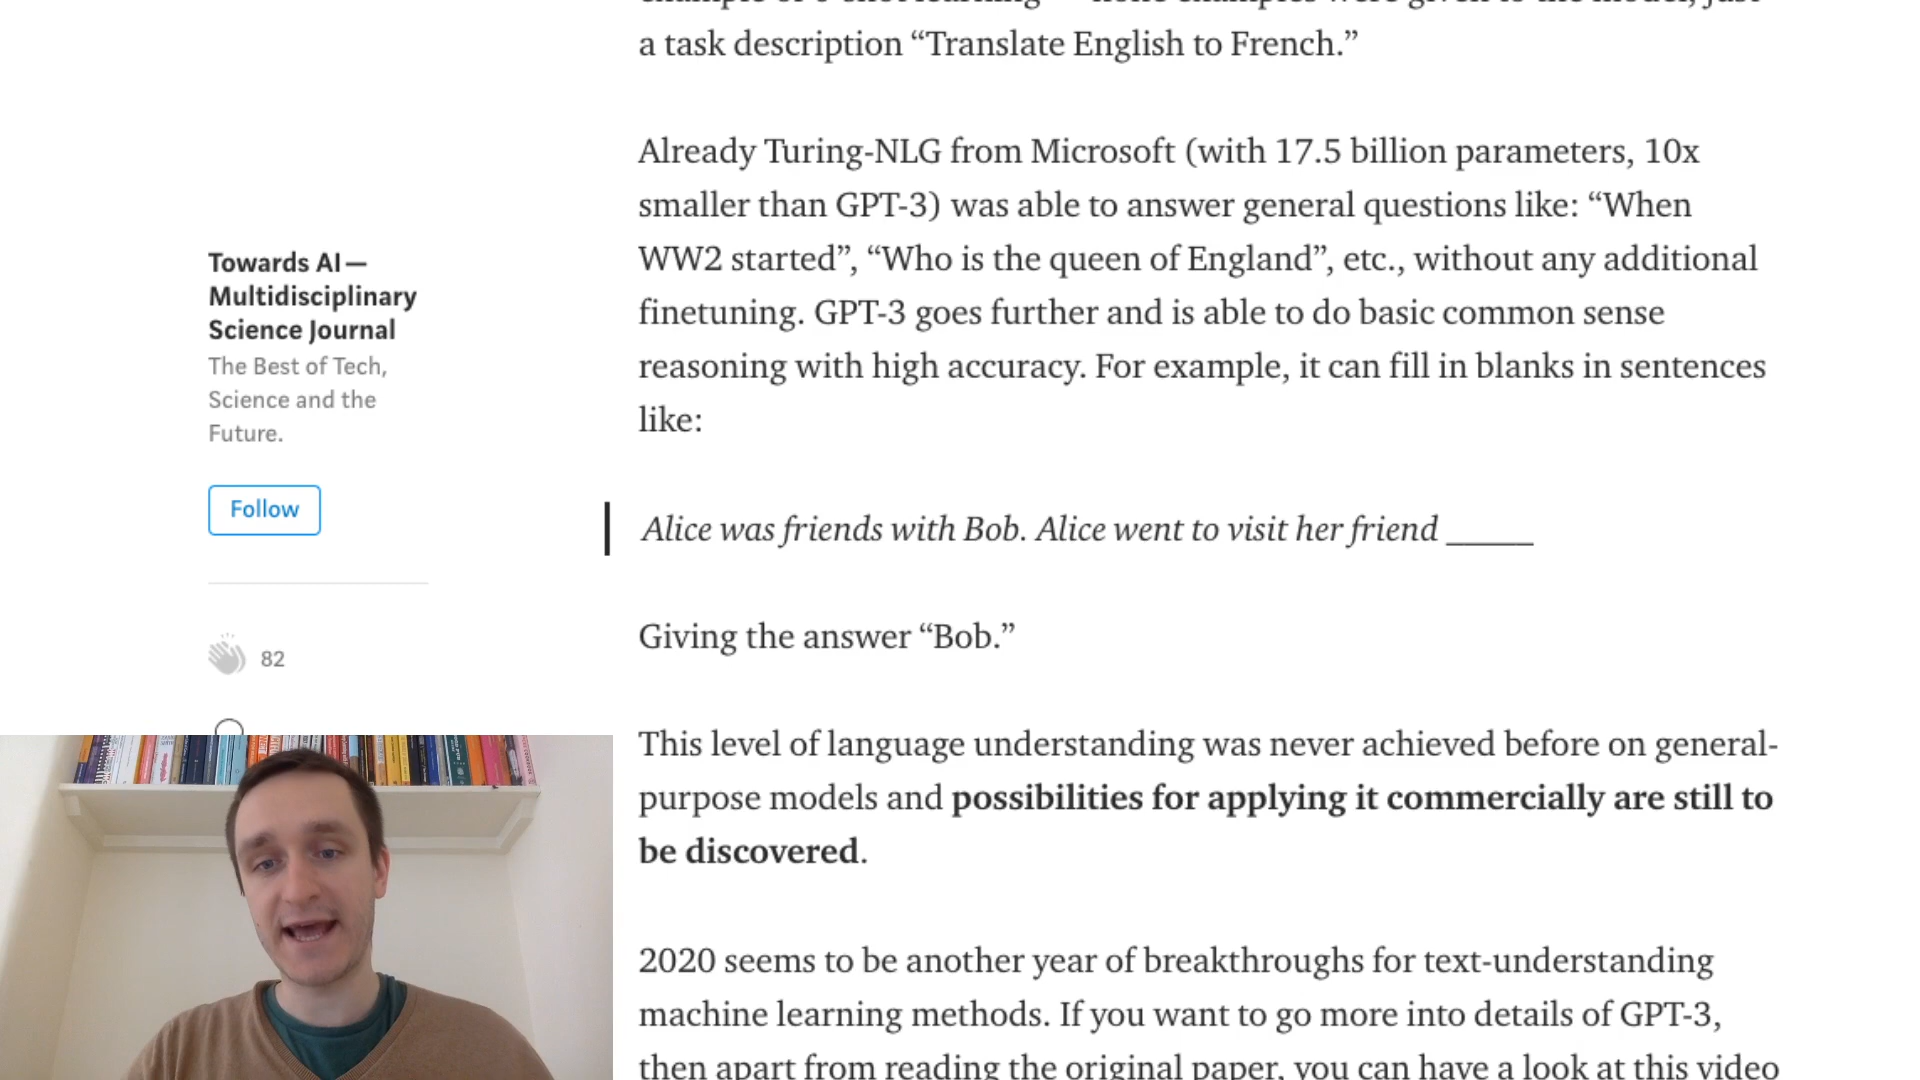 a task description “Translate English to French.”
Already Turing-NLG from Microsoft (with 17.5 billion parameters, 10x
smaller than GPT-3) was able to answer general questions like: “When
WW2 started”, “Who is the queen of England”, etc., without any additional
finetuning. GPT-3 goes further and is able to do basic common sense
reasoning with high accuracy. For example, it can fill in blanks in sentences
like:
Alice was friends with Bob. Alice went to visit her friend _____
Giving the answer “Bob.”
This level of language understanding was never achieved before on general-
purpose models and possibilities for applying it commercially are still to
be discovered.
2020 seems to be another year of breakthroughs for text-understanding
machine learning methods. If you want to go more into details of GPT-3,
then apart from reading the original paper, you can have a look at this video
Towards AI—
Multidisciplinary
Science Journal
The Best of Tech,
Science and the
Future.
Follow
82